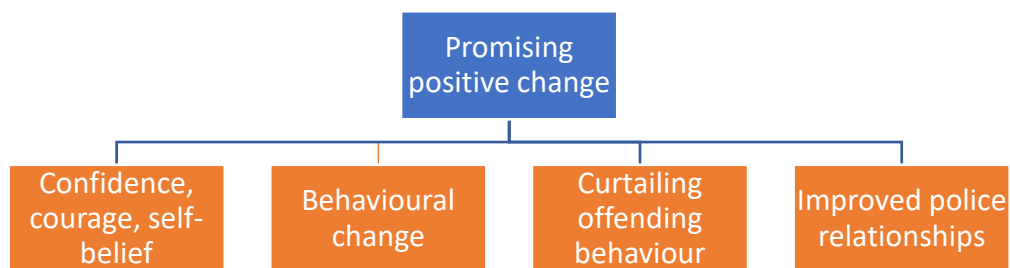 Promising
positive change
Confidence,
courage, self-
belief
Behavioural
change
Curtailing
offending
behaviour
Improved police
relationships